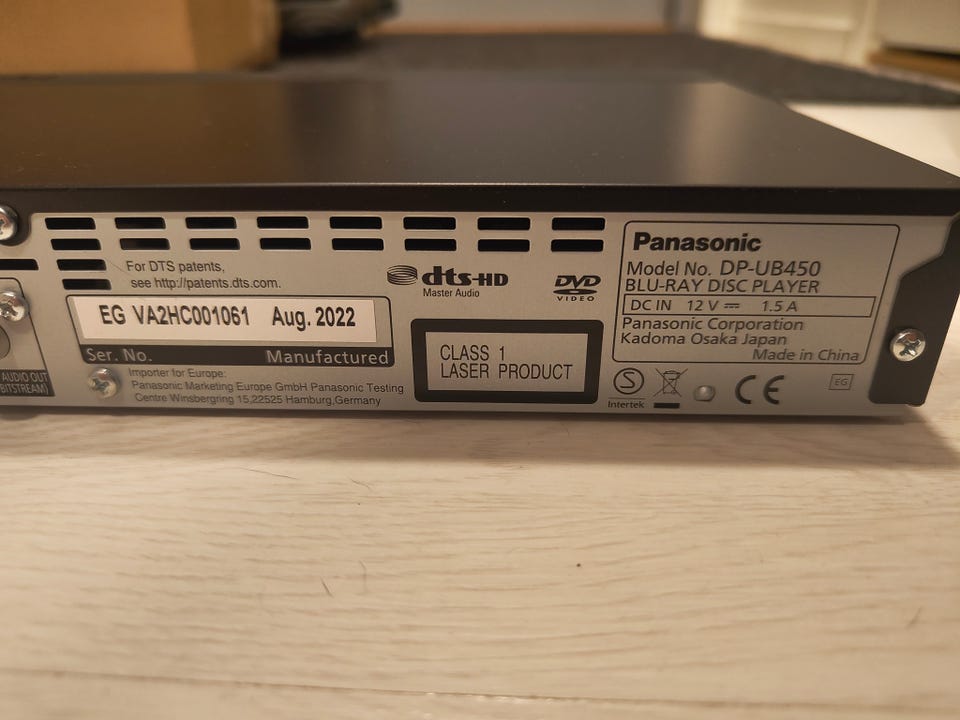 For DTS patents,
see http://patents.dts.com.
dts-HD
Master Audio
DVD
VIDEO
EG VA2HC001061 Aug. 2022
Ser. No. Manufactured
AUDIO OUT
BITSTREAM)
Importer for Europe:
Panasonic Marketing Europe GmbH Panasonic Testing
Centre Winsbergring 15,22525 Hamburg,Germany
CLASS 1
LASER PRODUCT
Panasonic
Model No. DP-UB450
BLU-RAY DISC PLAYER
DC IN 12 V ⎓ 1.5 A
Panasonic Corporation
Kadoma Osaka Japan
Made in China
S
Intertek
CE
EG